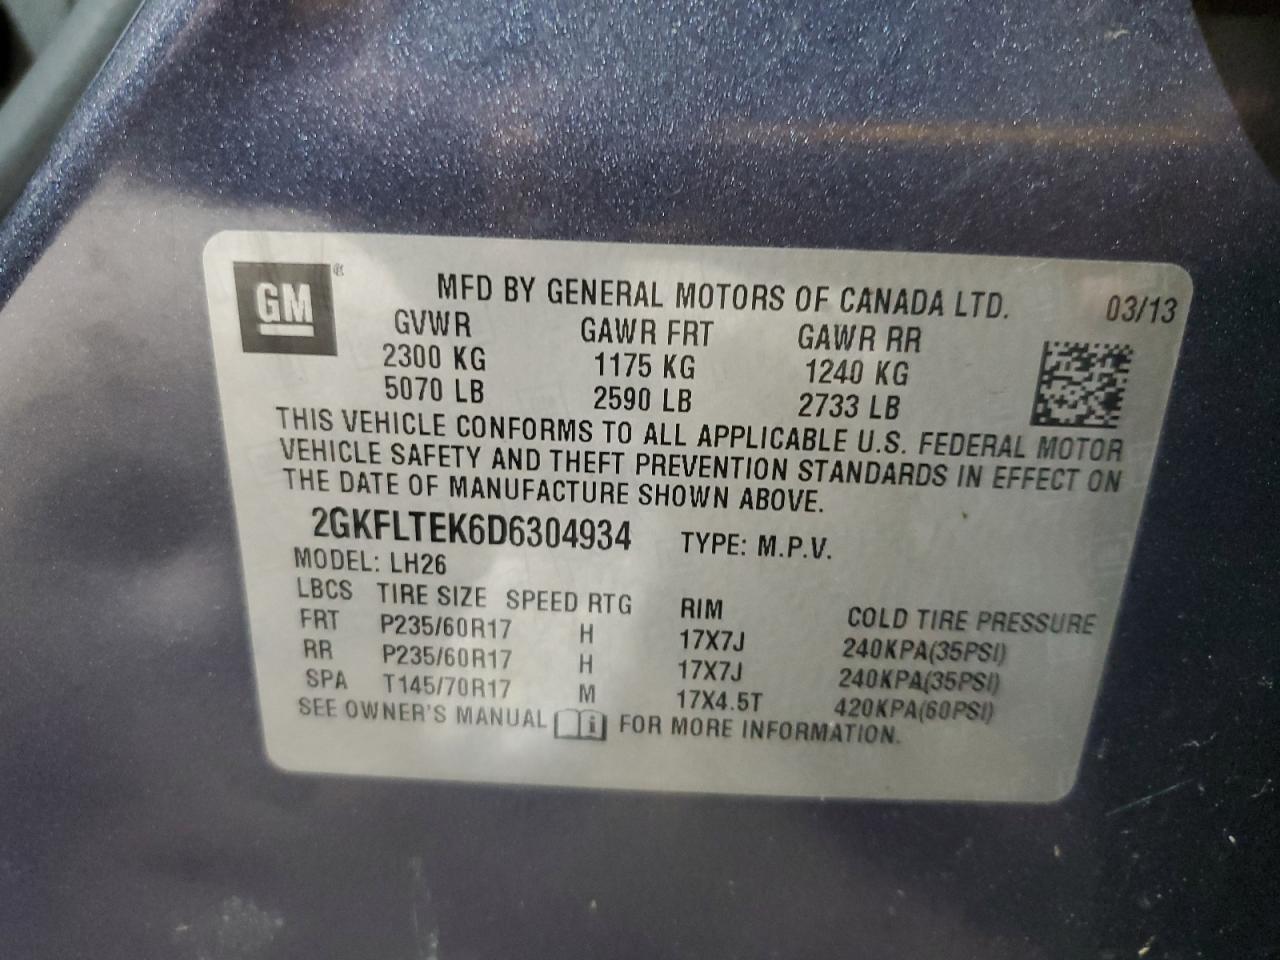 GM ®
MFD BY GENERAL MOTORS OF CANADA LTD. 03/13
GVWR GAWR FRT GAWR RR
2300 KG 1175 KG 1240 KG
5070 LB 2590 LB 2733 LB
THIS VEHICLE CONFORMS TO ALL APPLICABLE U.S. FEDERAL MOTOR
VEHICLE SAFETY AND THEFT PREVENTION STANDARDS IN EFFECT ON
THE DATE OF MANUFACTURE SHOWN ABOVE.
2GKFLTEK6D6304934 TYPE: M.P.V.
MODEL: LH26
LBCS TIRE SIZE SPEED RTG RIM COLD TIRE PRESSURE
FRT P235/60R17 H 17X7J 240KPA(35PSI)
RR P235/60R17 H 17X7J 240KPA(35PSI)
SPA T145/70R17 M 17X4.5T 420KPA(60PSI)
SEE OWNER'S MANUAL i FOR MORE INFORMATION.